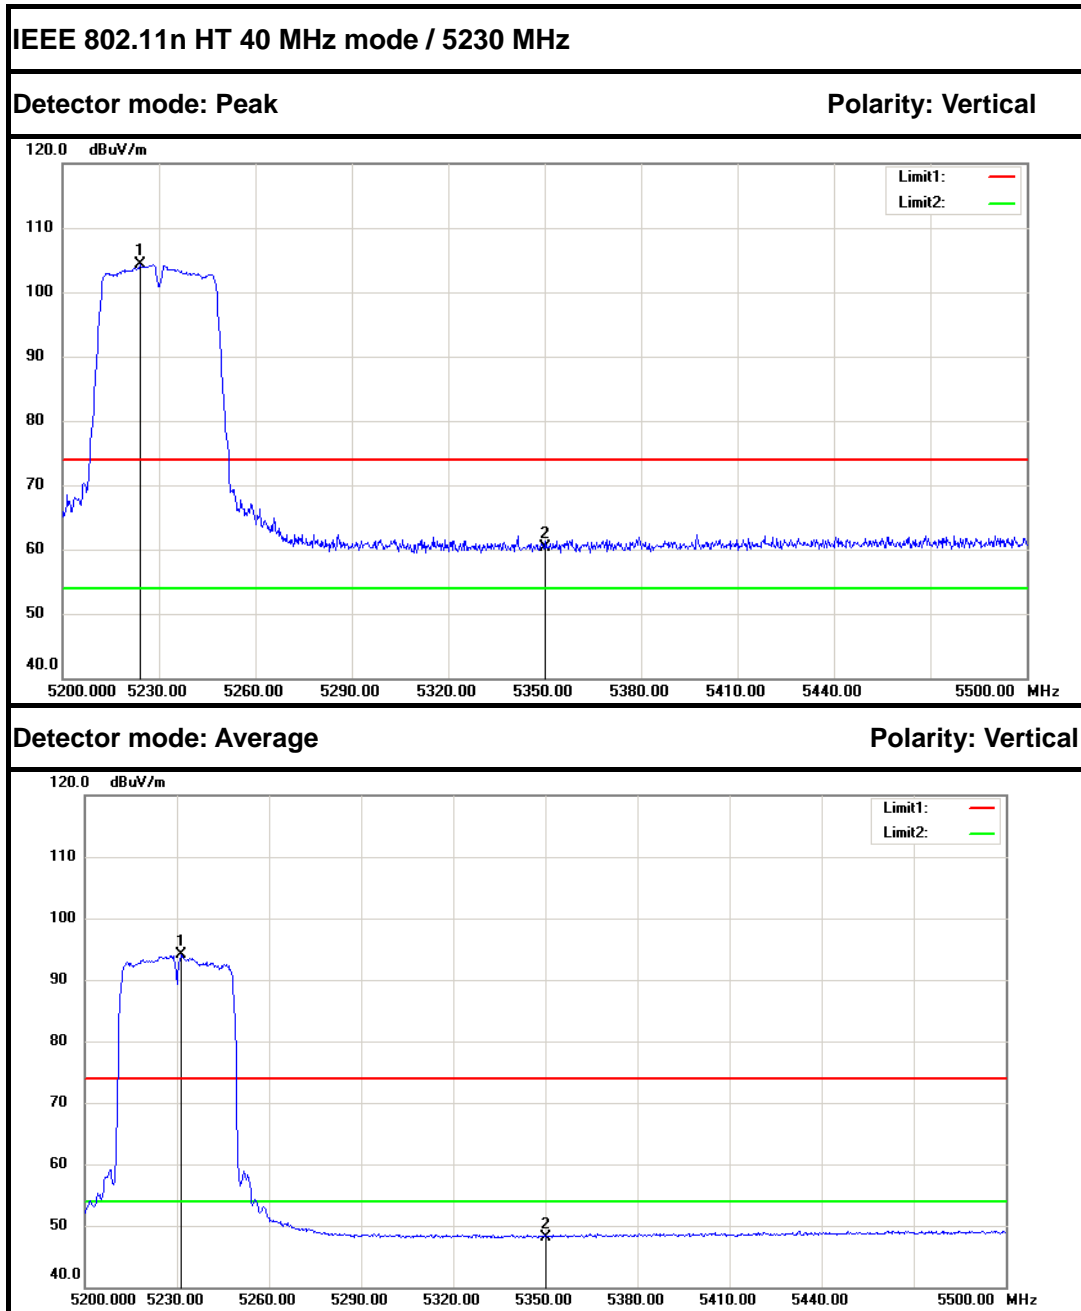 IEEE 802.11n HT 40 MHz mode / 5230 MHz
Detector mode: Peak Polarity: Vertical
120.0 dBuV/m
Limit1:
Limit2:
110
1
100
90
80
70
2
60
50
40.0
5200.000 5230.00 5260.00 5290.00 5320.00 5350.00 5380.00 5410.00 5440.00 5500.00 MHz
Detector mode: Average Polarity: Vertical
120.0 dBuV/m
Limit1:
Limit2:
110
100
1
90
80
70
60
50
2
40.0
5200.000 5230.00 5260.00 5290.00 5320.00 5350.00 5380.00 5410.00 5440.00 5500.00 MHz